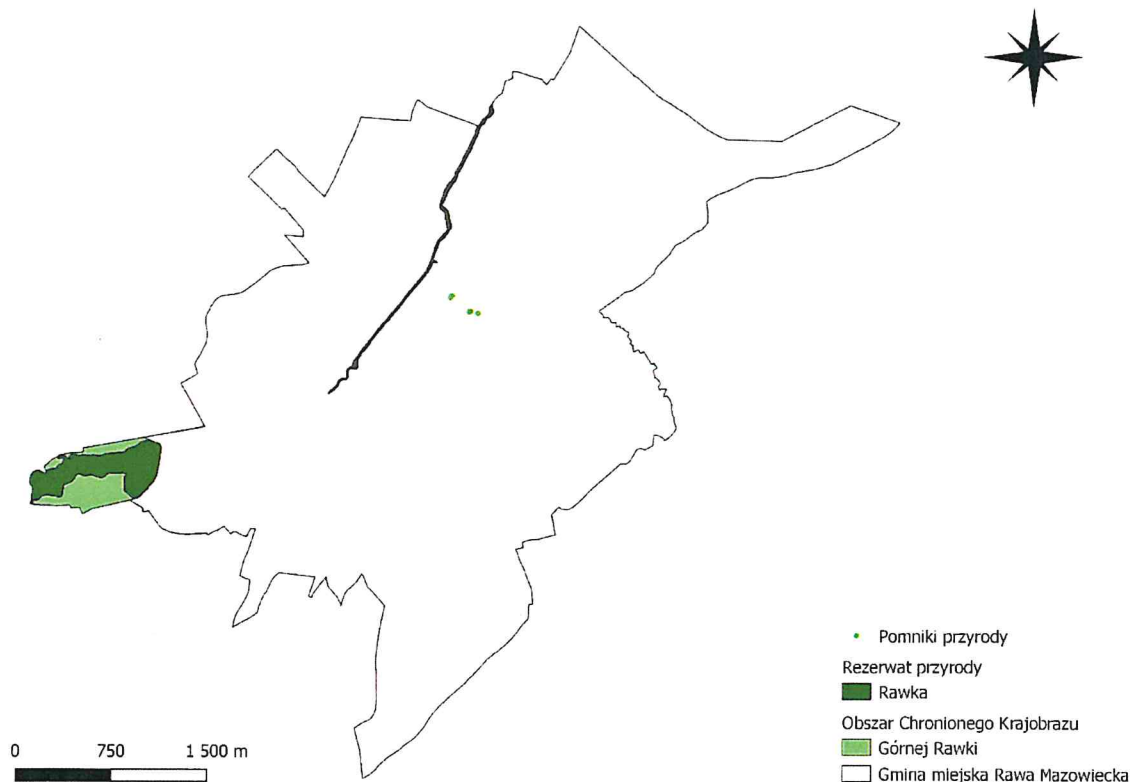 Pomniki przyrody
Rezerwat przyrody
Rawka
Obszar Chronionego Krajobrazu
Górnej Rawki
Gmina miejska Rawa Mazowiecka
0 750 1 500 m